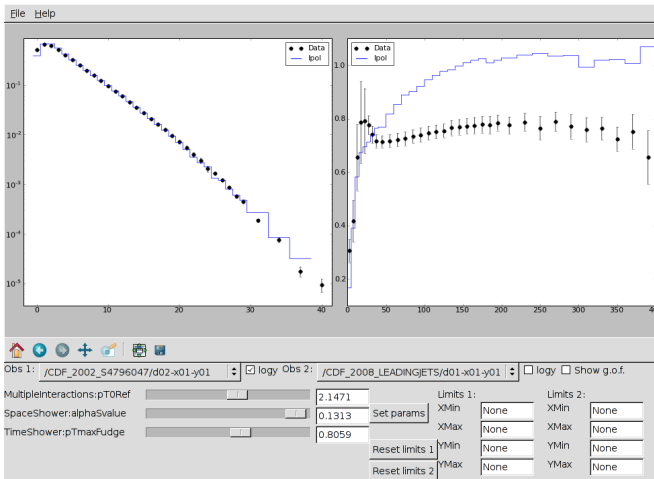 File Help
Data
Ipol
10⁻¹
10⁻²
10⁻³
10⁻⁴
10⁻⁵
0 10 20 30 40
Data
Ipol
1.0
0.8
0.6
0.4
0.2
0 50 100 150 200 250 300 350
Obs 1: /CDF_2002_S4796047/d02-x01-y01 logy Obs 2: /CDF_2008_LEADINGJETS/d01-x01-y01 logy Show g.o.f.
MultipleInteractions:pT0Ref 2.1471
SpaceShower:alphaSvalue 0.1313
TimeShower:pTmaxFudge 0.8059
Set params
Reset limits 1
Reset limits 2
Limits 1:
XMin None
XMax None
YMin None
YMax None
Limits 2:
XMin None
XMax None
YMin None
YMax None